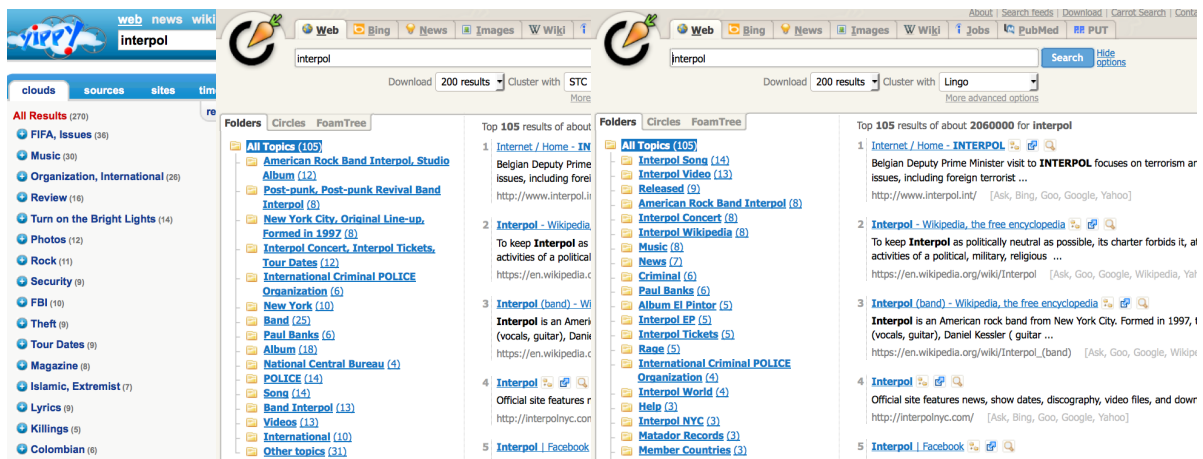 yippy
web news wiki
interpol
clouds sources sites
All Results (270)
FIFA, Issues (36)
Music (30)
Organization, International (26)
Review (16)
Turn on the Bright Lights (14)
Photos (12)
Rock (11)
Security (9)
FBI (10)
Theft (9)
Tour Dates (9)
Magazine (8)
Islamic, Extremist (7)
Lyrics (9)
Killings (5)
Colombian (6)
Web Bing News Images Wiki
interpol
Download 200 results Cluster with STC
More
Folders Circles FoamTree
All Topics (105)
American Rock Band Interpol, Studio
Album (12)
Post-punk, Post-punk Revival Band
Interpol (8)
New York City, Original Line-up,
Formed in 1997 (8)
Interpol Concert, Interpol Tickets,
Tour Dates (12)
International Criminal POLICE
Organization (6)
New York (10)
Band (25)
Paul Banks (6)
Album (18)
National Central Bureau (4)
POLICE (14)
Song (14)
Band Interpol (13)
Videos (13)
International (10)
Other topics (31)
Top 105 results of about
1 Internet / Home - IN
Belgian Deputy Prime
issues, including forei
http://www.interpol.i
2 Interpol - Wikipedia,
To keep Interpol as
activities of a political
https://en.wikipedia.o
3 Interpol (band) - Wi
Interpol is an Ameri
(vocals, guitar), Danie
https://en.wikipedia.o
4 Interpol
Official site features n
http://interpolnyc.com
5 Interpol | Facebook
About | Search feeds | Download | Carrot Search | Conta
Web Bing News Images Wiki Jobs PubMed PUT
interpol
Search
Hide
options
Download 200 results Cluster with Lingo
More advanced options
Folders Circles FoamTree
All Topics (105)
Interpol Song (14)
Interpol Video (13)
Released (9)
American Rock Band Interpol (8)
Interpol Concert (8)
Interpol Wikipedia (8)
Music (8)
News (7)
Criminal (6)
Paul Banks (6)
Album El Pintor (5)
Interpol EP (5)
Interpol Tickets (5)
Rage (5)
International Criminal POLICE
Organization (4)
Interpol World (4)
Help (3)
Interpol NYC (3)
Matador Records (3)
Member Countries (3)
Top 105 results of about 2060000 for interpol
1 Internet / Home - INTERPOL
Belgian Deputy Prime Minister visit to INTERPOL focuses on terrorism an
issues, including foreign terrorist ...
http://www.interpol.int/ [Ask, Bing, Goo, Google, Yahoo]
2 Interpol - Wikipedia, the free encyclopedia
To keep Interpol as politically neutral as possible, its charter forbids it, at
activities of a political, military, religious ...
https://en.wikipedia.org/wiki/Interpol [Ask, Goo, Google, Wikipedia, Yah
3 Interpol (band) - Wikipedia, the free encyclopedia
Interpol is an American rock band from New York City. Formed in 1997, t
(vocals, guitar), Daniel Kessler ( guitar ...
https://en.wikipedia.org/wiki/Interpol_(band) [Ask, Goo, Google, Wikipe
4 Interpol
Official site features news, show dates, discography, video files, and down
http://interpolnyc.com/ [Ask, Bing, Goo, Google, Yahoo]
5 Interpol | Facebook